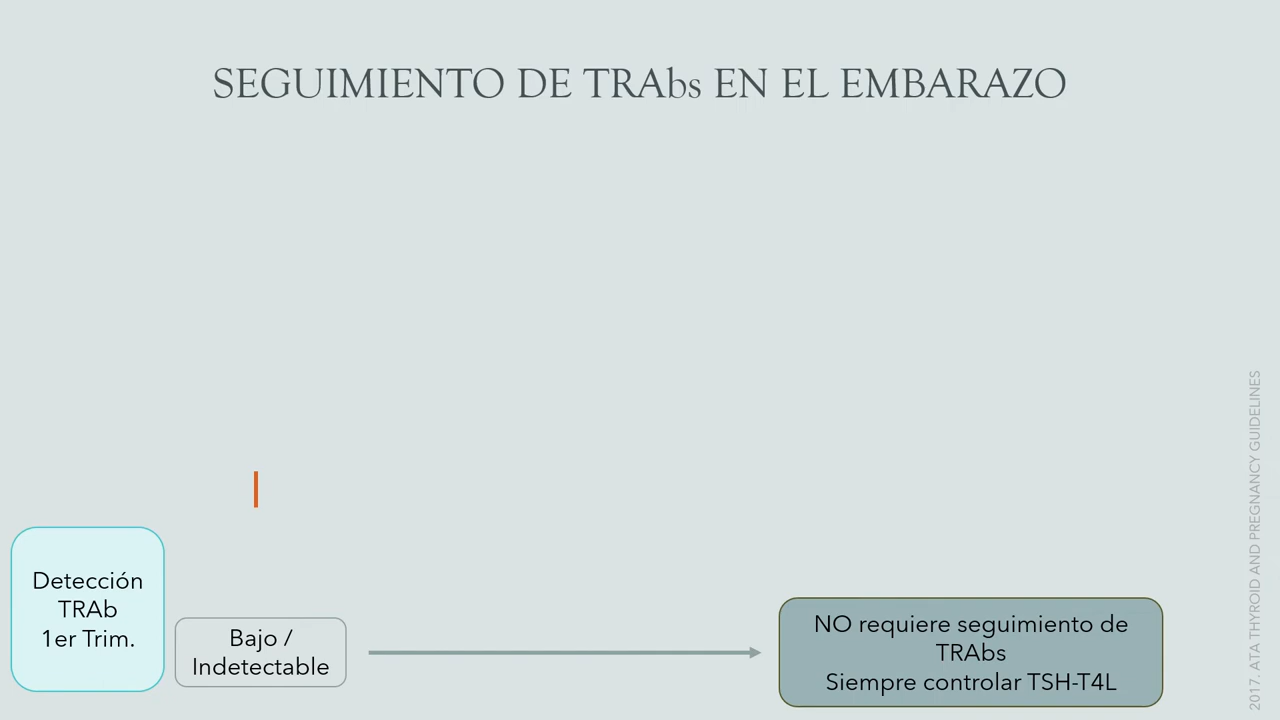 SEGUIMIENTO DE TRAbs EN EL EMBARAZO
Detección
TRAb
1er Trim.
Bajo /
Indetectable
NO requiere seguimiento de
TRAbs
Siempre controlar TSH-T4L
2017. ATA THYROID AND PREGNANCY GUIDELINES